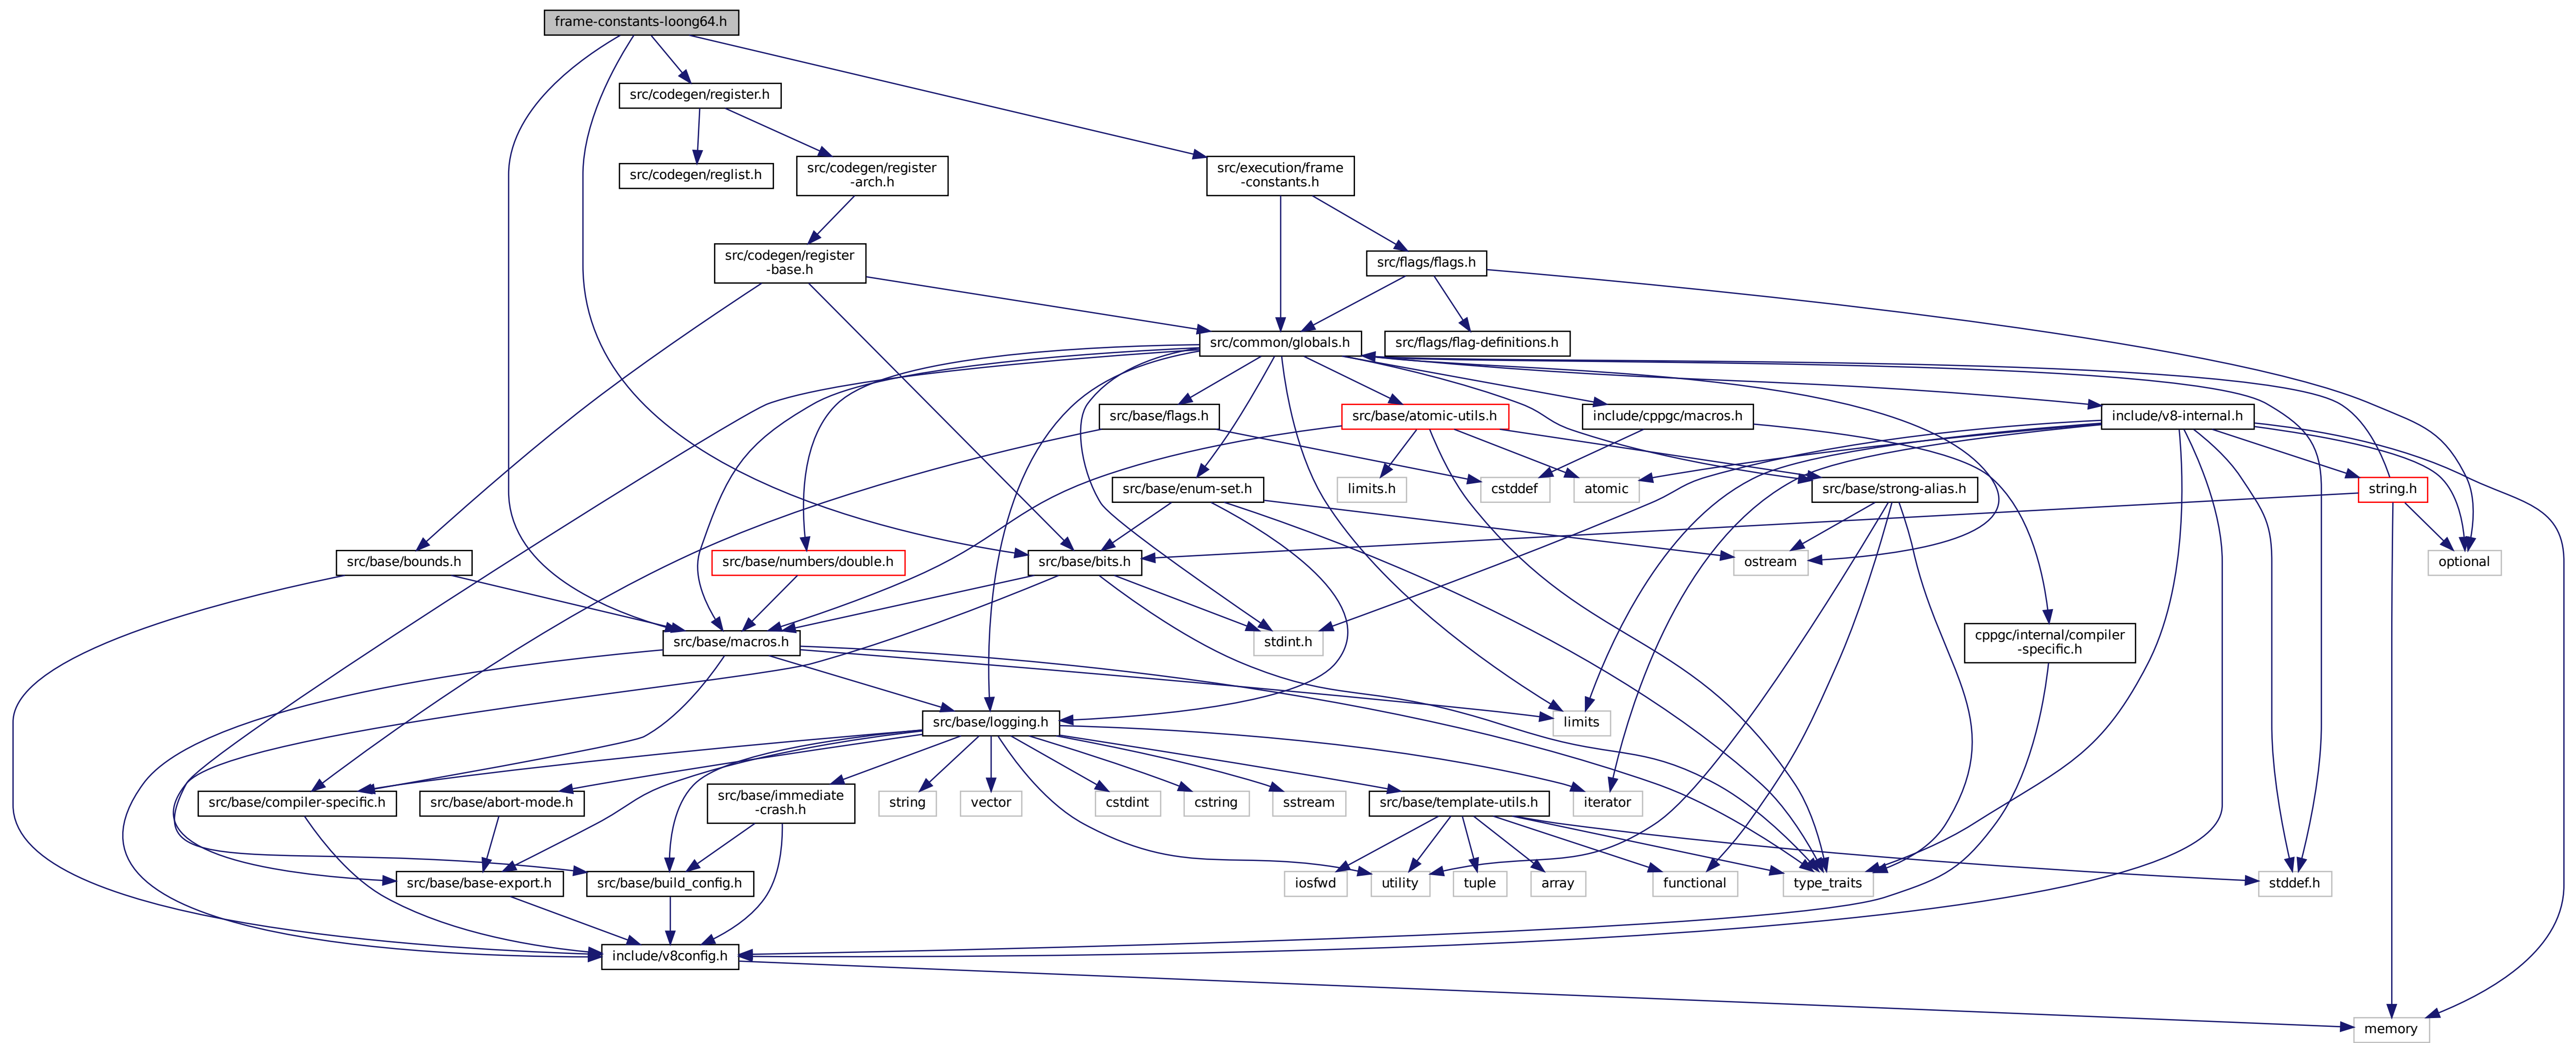 frame-constants-loong64.h
src/codegen/register.h
src/codegen/reglist.h
src/codegen/register
-arch.h
src/execution/frame
-constants.h
src/codegen/register
-base.h
src/flags/flags.h
src/common/globals.h
src/flags/flag-definitions.h
src/base/flags.h
src/base/atomic-utils.h
include/cppgc/macros.h
include/v8-internal.h
src/base/enum-set.h
limits.h
cstddef
atomic
src/base/strong-alias.h
string.h
src/base/bounds.h
src/base/numbers/double.h
src/base/bits.h
ostream
optional
src/base/macros.h
stdint.h
cppgc/internal/compiler
-specific.h
src/base/logging.h
limits
src/base/compiler-specific.h
src/base/abort-mode.h
src/base/immediate
-crash.h
string
vector
cstdint
cstring
sstream
src/base/template-utils.h
iterator
src/base/base-export.h
src/base/build_config.h
iosfwd
utility
tuple
array
functional
type_traits
stddef.h
include/v8config.h
memory